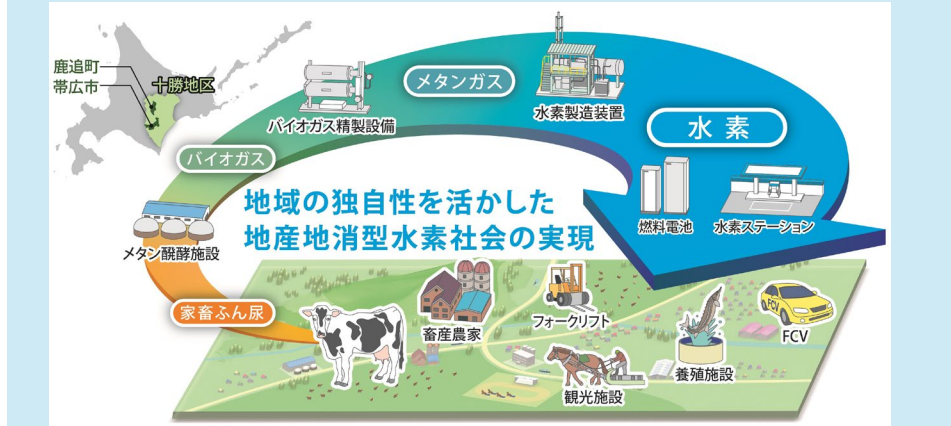 鹿追町
帯広市
十勝地区
バイオガス精製設備
メタンガス
水素製造装置
水素
バイオガス
地域の独自性を活かした
地産地消型水素社会の実現
燃料電池
水素ステーション
メタン醗酵施設
家畜ふん尿
畜産農家
フォークリフト
観光施設
養殖施設
FCV
FCV